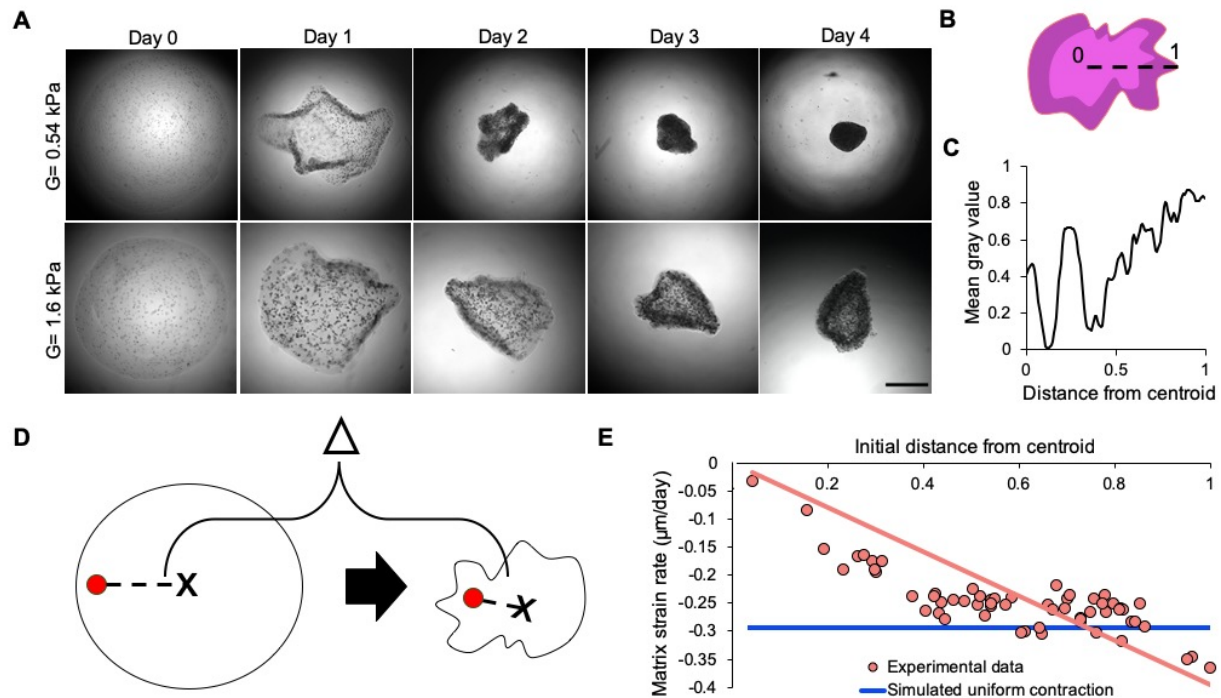 A
Day 0
Day 1
Day 2
Day 3
Day 4
G= 0.54 kPa
G= 1.6 kPa
B
0
1
C
Mean gray value
1
0.8
0.6
0.4
0.2
0
0
0.5
1
Distance from centroid
D
Δ
X
X
E
Initial distance from centroid
0.2
0.4
0.6
0.8
1
Matrix strain rate (μm/day)
0
-0.05
-0.1
-0.15
-0.2
-0.25
-0.3
-0.35
-0.4
Experimental data
Simulated uniform contraction